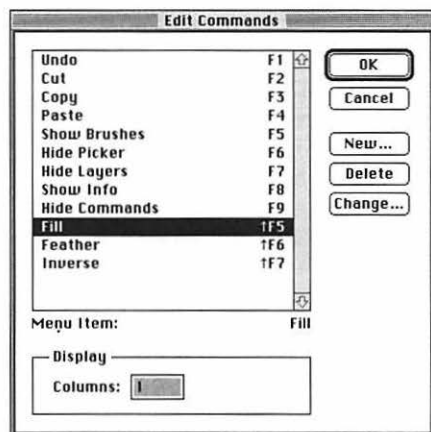 Edit Commands
Undo F1
Cut F2
Copy F3
Paste F4
Show Brushes F5
Hide Picker F6
Hide Layers F7
Show Info F8
Hide Commands F9
Fill ↑F5
Feather ↑F6
Inverse ↑F7
OK
Cancel
New...
Delete
Change...
Menu Item: Fill
Display
Columns: 1